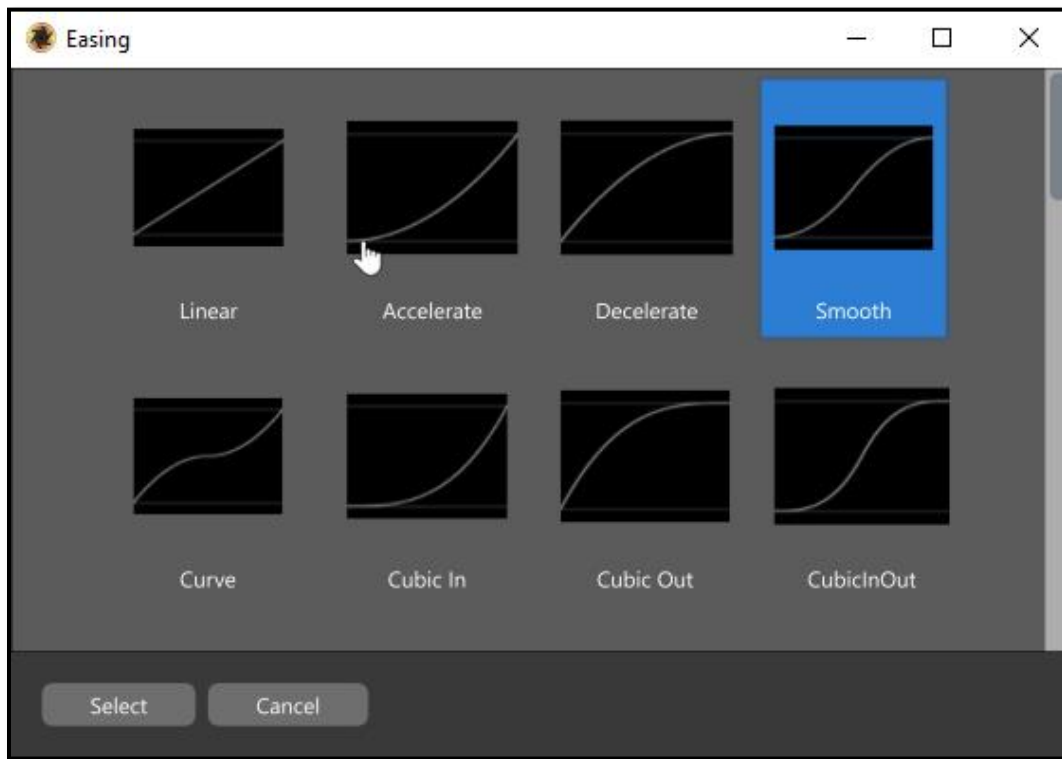 Easing
Linear
Accelerate
Decelerate
Smooth
Curve
Cubic In
Cubic Out
CubicInOut
Select
Cancel